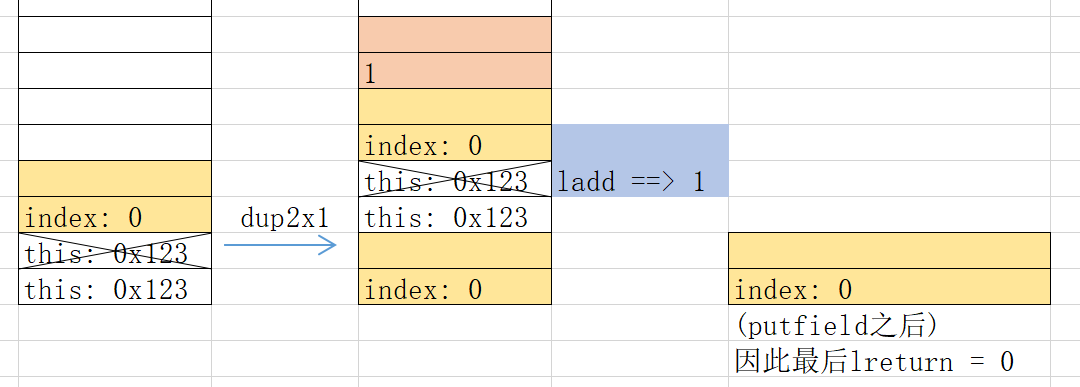 1
index: 0
this: 0x123
ladd ==> 1
index: 0
dup2x1
this: 0x123
this: 0x123
this: 0x123
index: 0
index: 0
(putfield之后)
因此最后lreturn = 0